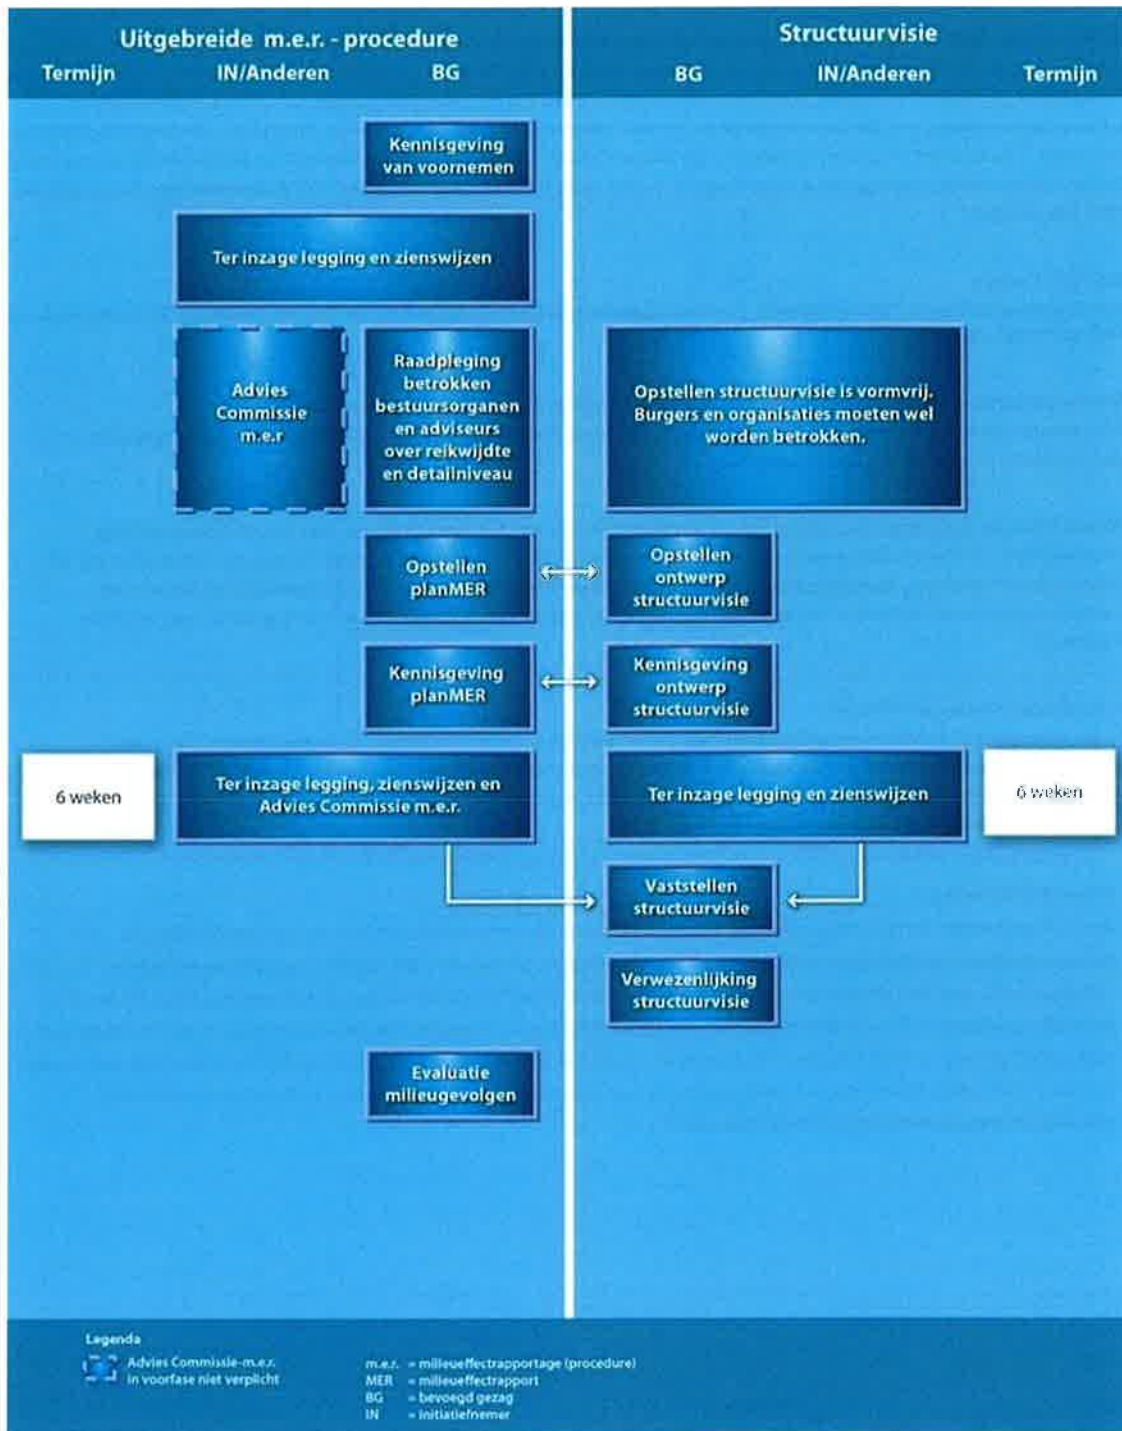 Uitgebreide m.e.r. - procedure
Termijn IN/Anderen BG
Structuurvisie
BG IN/Anderen Termijn
Kennisgeving
van voornemen
Ter inzage legging en zienswijzen
Advies
Commissie
m.e.r
Raadpleging
betrokken
bestuursorganen
en adviseurs
over reikwijdte
en detailniveau
Opstellen structuurvisie is vormvrij.
Burgers en organisaties moeten wel
worden betrokken.
Opstellen
planMER
Opstellen
ontwerp
structuurvisie
Kennisgeving
planMER
Kennisgeving
ontwerp
structuurvisie
6 weken
Ter inzage legging, zienswijzen en
Advies Commissie m.e.r.
Ter inzage legging en zienswijzen
6 weken
Vaststellen
structuurvisie
Verwezenlijking
structuurvisie
Evaluatie
milieugevolgen
Legenda
Advies Commissie-m.e.r.
in voorfase niet verplicht
m.e.r. = milieueffectrapportage (procedure)
MER = milieueffectrapport
BG = bevoegd gezag
IN = initiatiefnemer